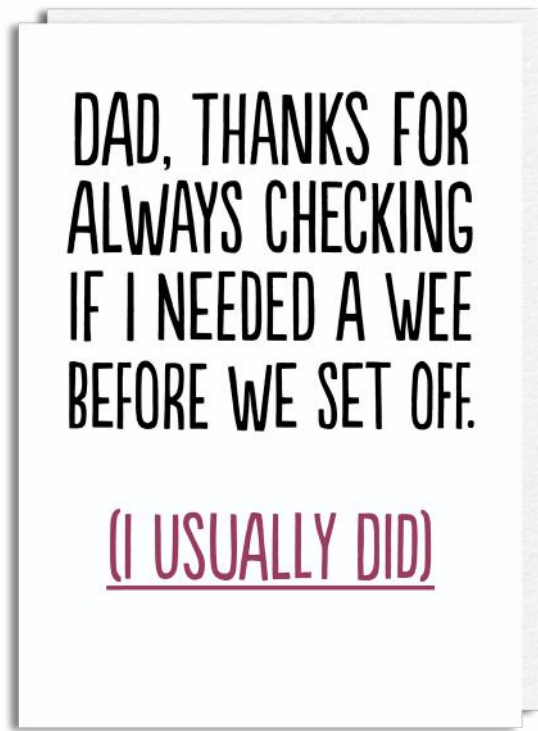 DAD, THANKS FOR
ALWAYS CHECKING
IF I NEEDED A WEE
BEFORE WE SET OFF.
(I USUALLY DID)